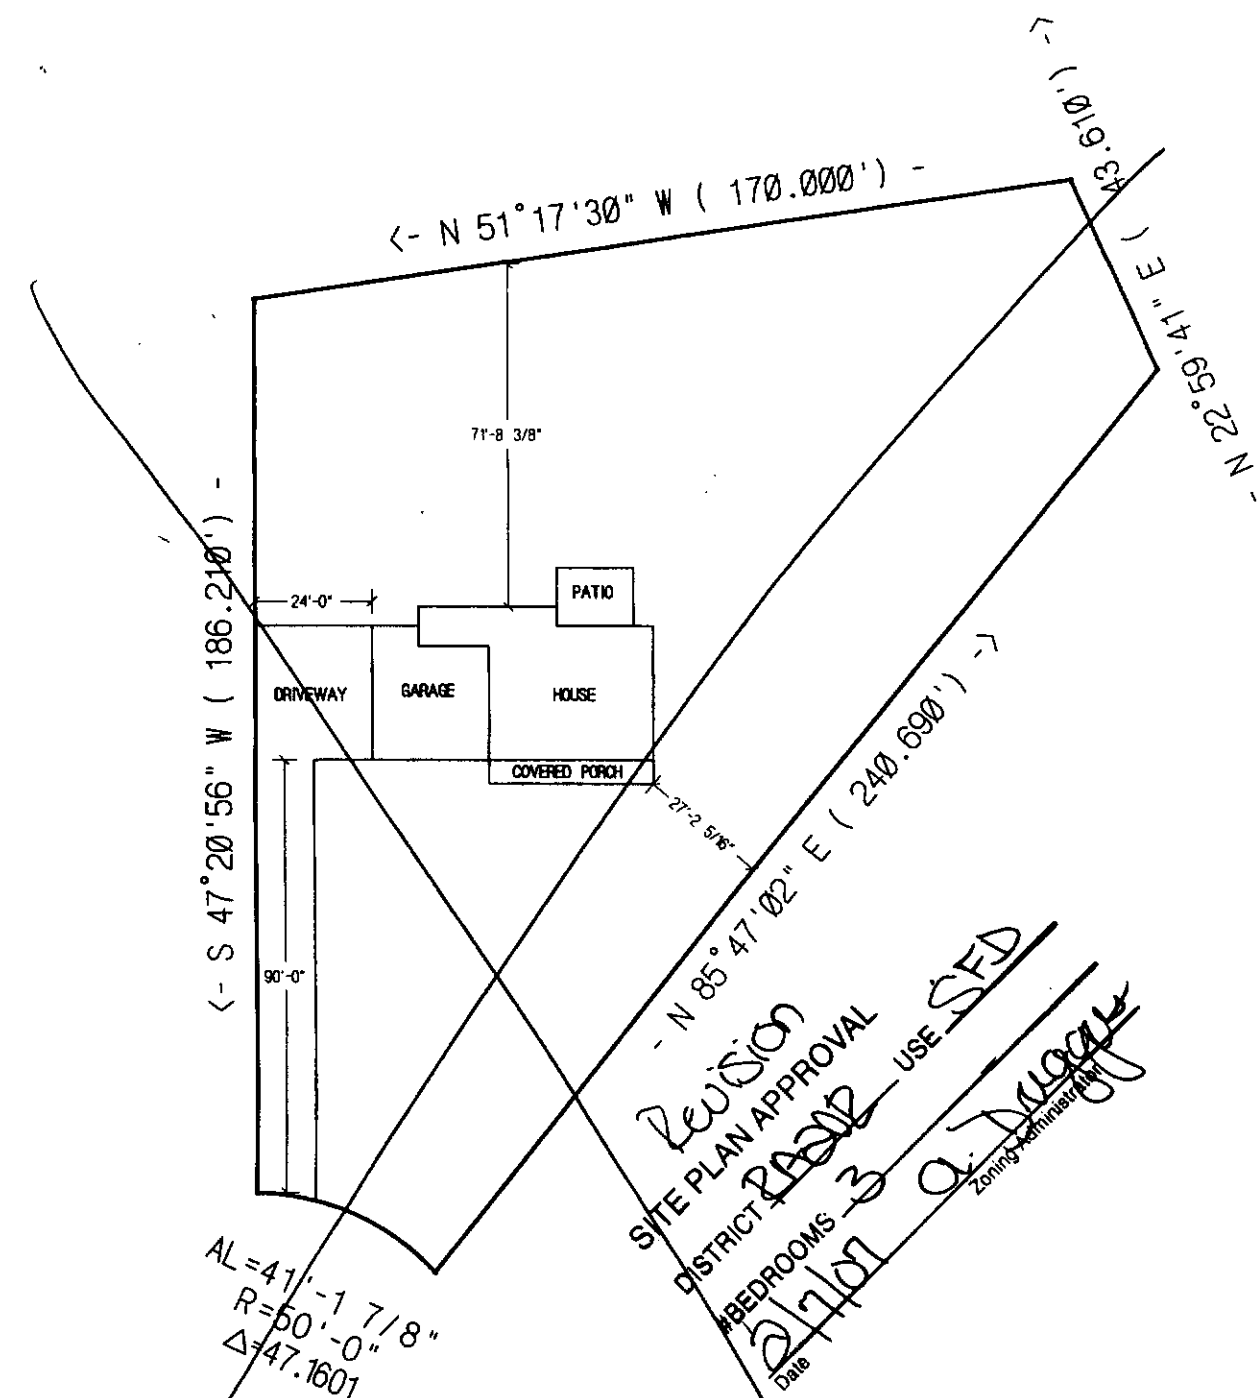 <- N 51°17'30" W ( 170.000') -
- N 22°59'41" E ( 43.610') ->
71'-8 3/8"
<- S 47°20'56" W ( 186.210') -
24'-0"
PATIO
DRIVEWAY
GARAGE
HOUSE
COVERED PORCH
27'-2 5/16"
- N 85°47'02" E ( 240.690') ->
90'-0"
AL=41'-1 7/8"
R=50'-0"
Δ=47.1601
Revision
SITE PLAN APPROVAL
DISTRICT USE SFD
#BEDROOMS 3
2/7/07
Date
Zoning Administrator